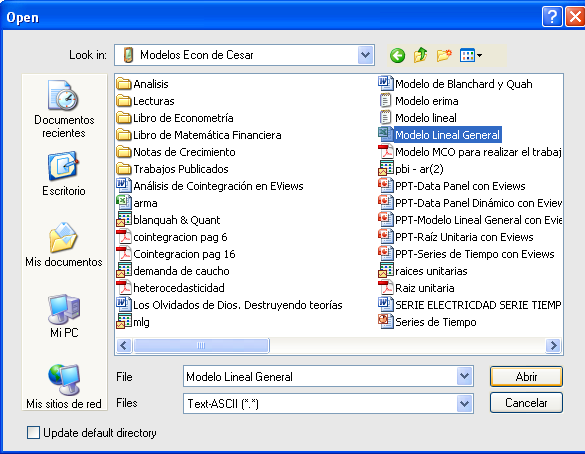 Open
Look in:
Modelos Econ de Cesar
Documentos
recientes
Escritorio
Mis documentos
Mi PC
Mis sitios de red
Analisis
Lecturas
Libro de Econometría
Libro de Matemática Financiera
Notas de Crecimiento
Trabajos Publicados
Análisis de Cointegración en EViews
arma
blanquah & Quant
cointegracion pag 6
Cointegracion pag 16
demanda de caucho
heterocedasticidad
Los Olvidados de Dios. Destruyendo teorías
mlg
Modelo de Blanchard y Quah
Modelo erima
Modelo lineal
Modelo Lineal General
Modelo MCO para realizar el trabaj
pbi - ar(2)
PPT-Data Panel con Eviews
PPT-Data Panel Dinámico con Eview
PPT-Modelo Lineal General con Evie
PPT-Raíz Unitaria con Eviews
PPT-Series de Tiempo con Eviews
raices unitarias
Raiz unitaria
SERIE ELECTRICDAD SERIE TIEMP
Series de Tiempo
File
Modelo Lineal General
Abrir
Files
Text-ASCII (*.*)
Cancelar
Update default directory